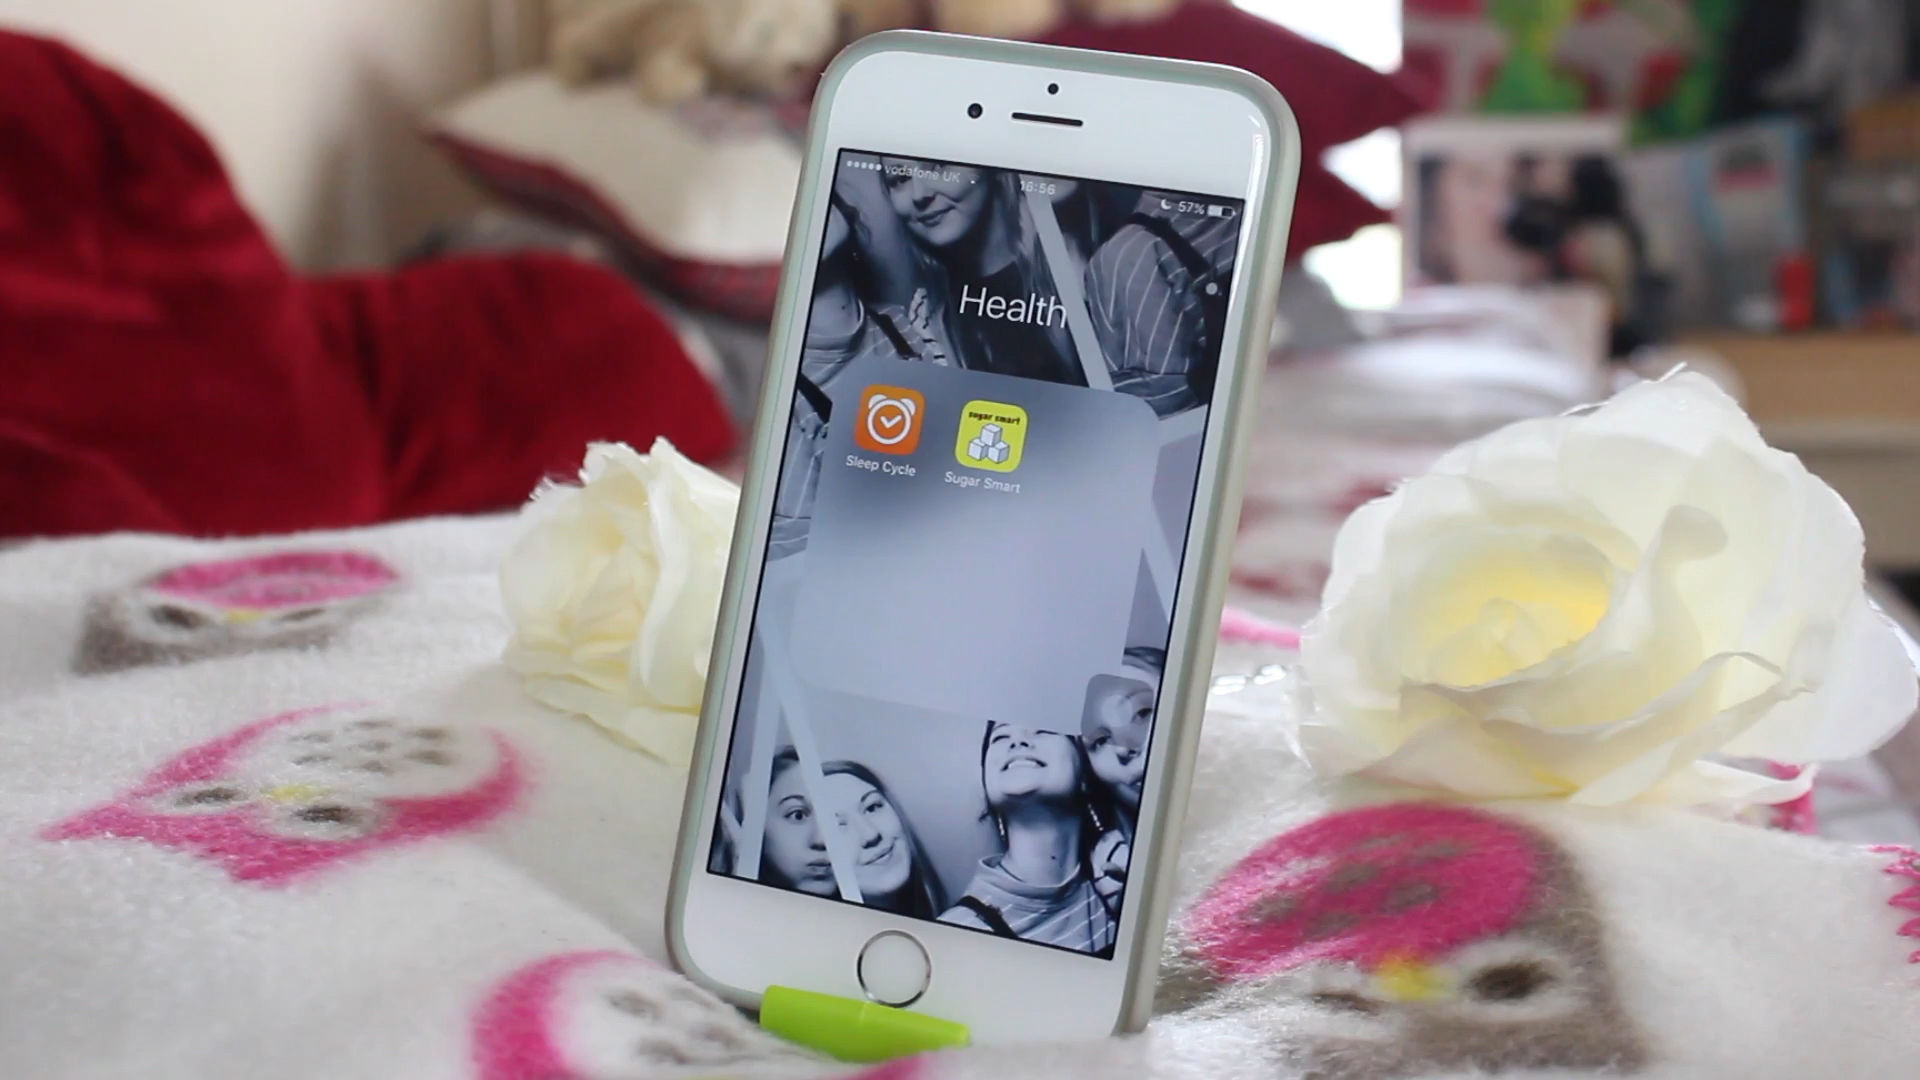 vodafone UK
16:56
57%
Health
sugar smart
Sleep Cycle
Sugar Smart